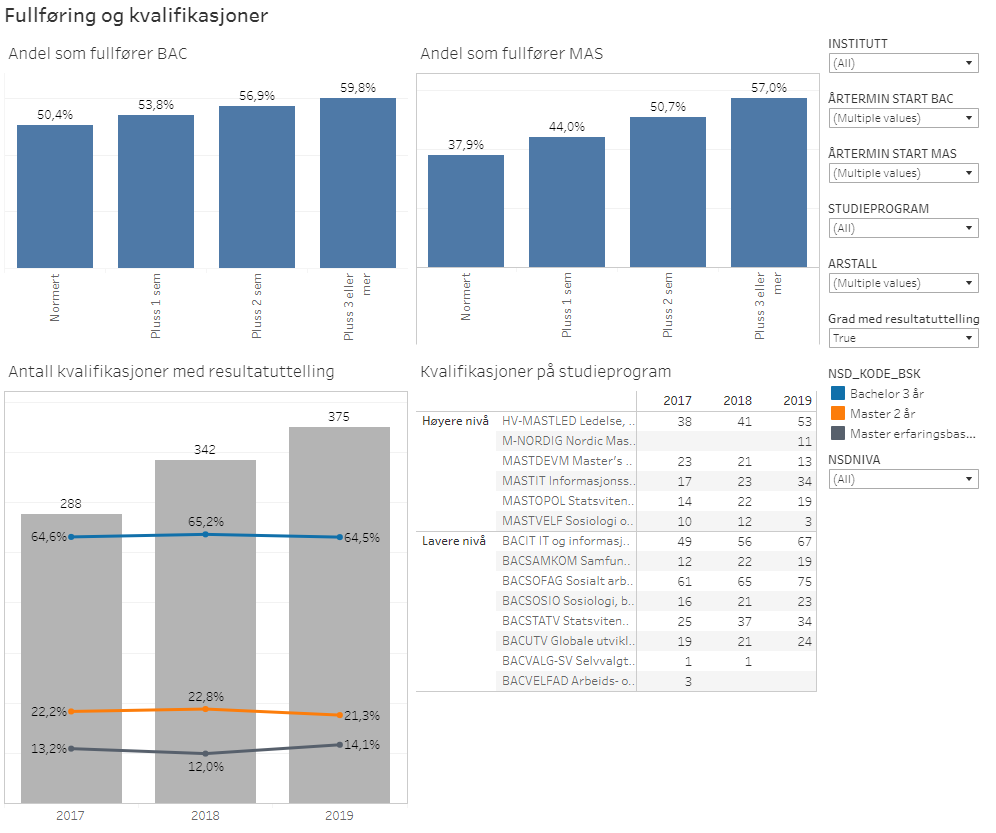 Fullføring og kvalifikasjoner
Andel som fullfører BAC
59,8%
56,9%
53,8%
50,4%
Normert
Pluss 1 sem
Pluss 2 sem
Pluss 3 eller
mer
Andel som fullfører MAS
57,0%
50,7%
44,0%
37,9%
Normert
Pluss 1 sem
Pluss 2 sem
Pluss 3 eller
mer
INSTITUTT
(All)
ÅRTERMIN START BAC
(Multiple values)
ÅRTERMIN START MAS
(Multiple values)
STUDIEPROGRAM
(All)
ARSTALL
(Multiple values)
Grad med resultatuttelling
True
NSD_KODE_BSK
Bachelor 3 år
Master 2 år
Master erfaringsbas...
NSDNIVA
(All)
Antall kvalifikasjoner med resultatuttelling
375
342
288
64,6% 65,2% 64,5%
22,2% 22,8% 21,3%
13,2% 12,0% 14,1%
2017 2018 2019
Kvalifikasjoner på studieprogram
2017 2018 2019
Høyere nivå HV-MASTLED Ledelse, .. 38 41 53
M-NORDIG Nordic Mas.. 11
MASTDEVM Master's .. 23 21 13
MASTIT Informasjonss.. 17 23 34
MASTOPOL Statsviten.. 14 22 19
MASTVELF Sosiologi o.. 10 12 3
Lavere nivå BACIT IT og informasj.. 49 56 67
BACSAMKOM Samfun.. 12 22 19
BACSOFAG Sosialt arb.. 61 65 75
BACSOSIO Sosiologi, b.. 16 21 23
BACSTATV Statsviten.. 25 37 34
BACUTV Globale utvikl.. 19 21 24
BACVALG-SV Selvvalgt.. 1 1
BACVELFAD Arbeids- o.. 3